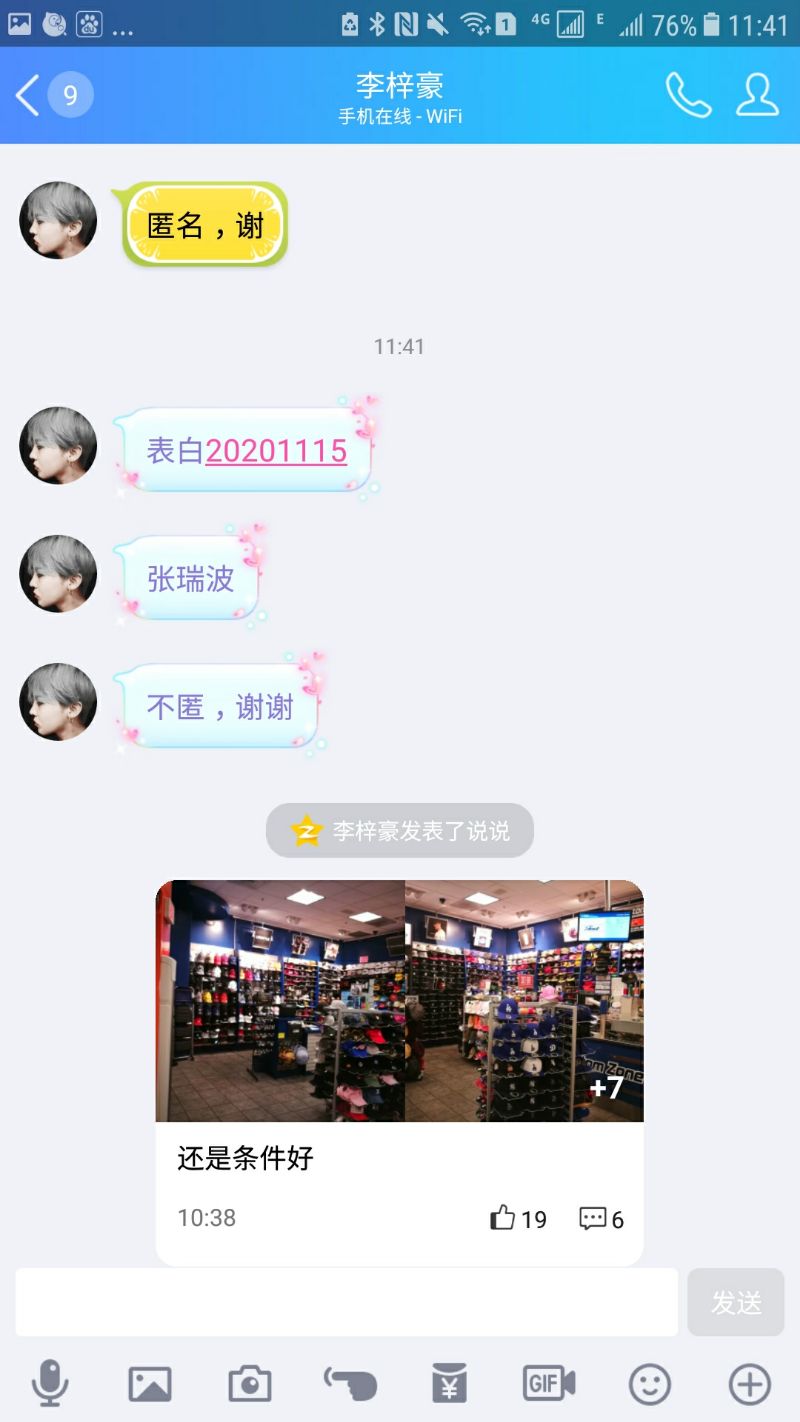 4G E 76% 11:41
9
李梓豪
手机在线 - WiFi
匿名，谢
11:41
表白20201115
张瑞波
不匿，谢谢
李梓豪发表了说说
om Zone
+7
还是条件好
10:38 19 6
发送
GIF